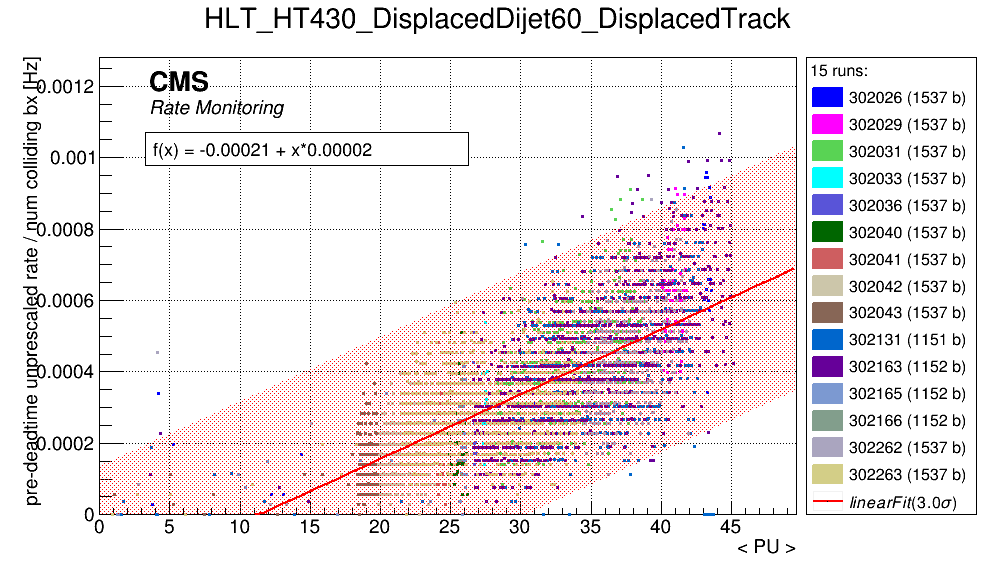 HLT_HT430_DisplacedDijet60_DisplacedTrack
pre-deadtime unprescaled rate / num colliding bx [Hz]
CMS
Rate Monitoring
f(x) = -0.00021 + x*0.00002
0.0012
0.001
0.0008
0.0006
0.0004
0.0002
0
0 5 10 15 20 25 30 35 40 45
< PU >
15 runs:
302026 (1537 b)
302029 (1537 b)
302031 (1537 b)
302033 (1537 b)
302036 (1537 b)
302040 (1537 b)
302041 (1537 b)
302042 (1537 b)
302043 (1537 b)
302131 (1151 b)
302163 (1152 b)
302165 (1152 b)
302166 (1152 b)
302262 (1537 b)
302263 (1537 b)
linearFit(3.0σ)